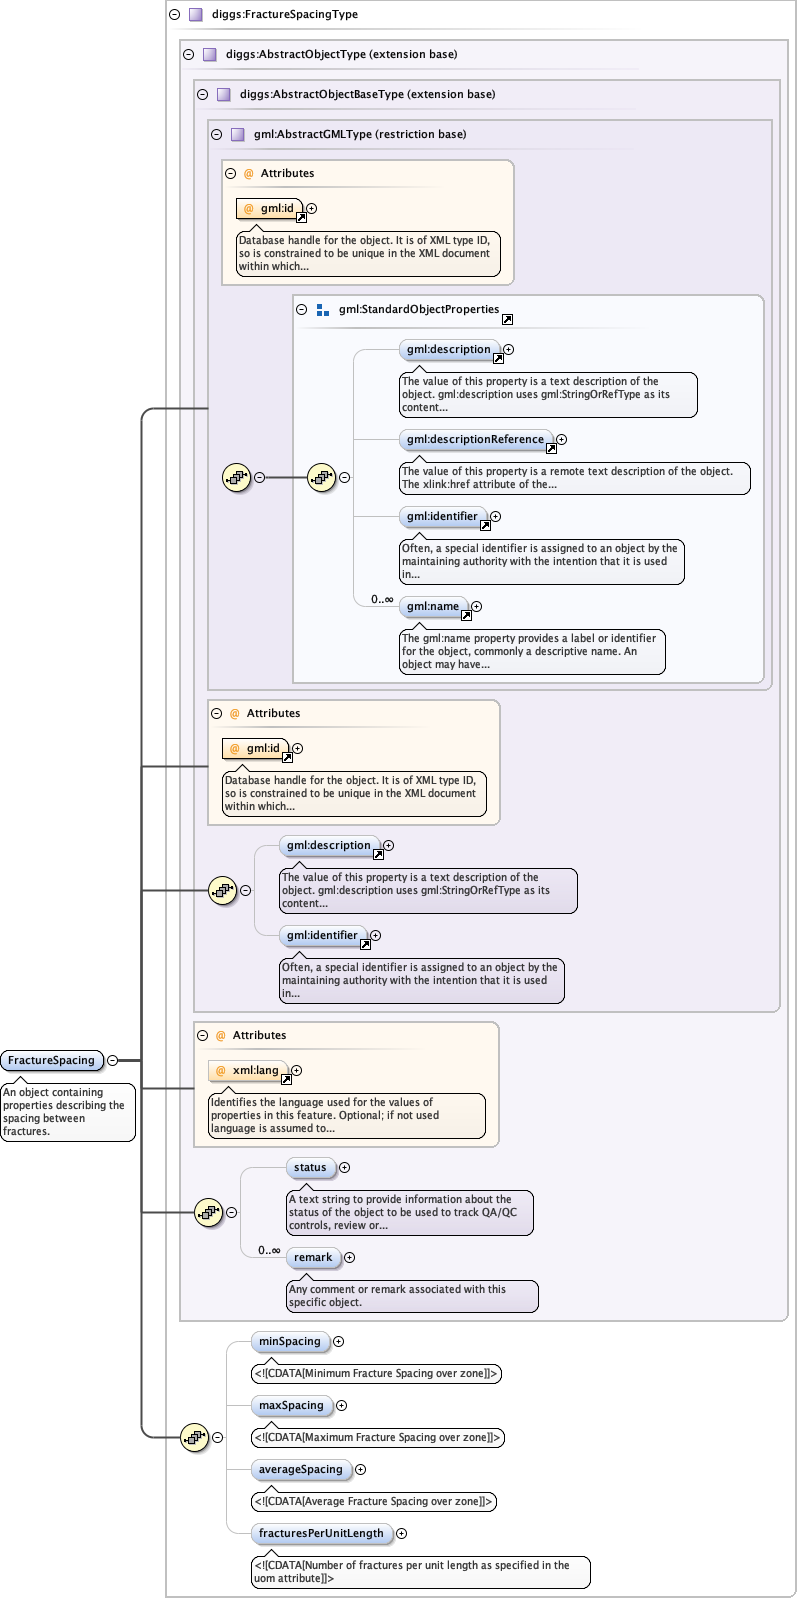 diggs:FractureSpacingType
diggs:AbstractObjectType (extension base)
diggs:AbstractObjectBaseType (extension base)
gml:AbstractGMLType (restriction base)
@ Attributes
@ gml:id
Database handle for the object. It is of XML type ID,
so is constrained to be unique in the XML document
within which...
gml:StandardObjectProperties
gml:description
The value of this property is a text description of the
object. gml:description uses gml:StringOrRefType as its
content...
gml:descriptionReference
The value of this property is a remote text description of the object.
The xlink:href attribute of the...
gml:identifier
Often, a special identifier is assigned to an object by the
maintaining authority with the intention that it is used
in...
0..∞
gml:name
The gml:name property provides a label or identifier
for the object, commonly a descriptive name. An
object may have...
@ Attributes
@ gml:id
Database handle for the object. It is of XML type ID,
so is constrained to be unique in the XML document
within which...
gml:description
The value of this property is a text description of the
object. gml:description uses gml:StringOrRefType as its
content...
gml:identifier
Often, a special identifier is assigned to an object by the
maintaining authority with the intention that it is used
in...
FractureSpacing
An object containing
properties describing the
spacing between
fractures.
@ Attributes
@ xml:lang
Identifies the language used for the values of
properties in this feature. Optional; if not used
language is assumed to...
status
A text string to provide information about the
status of the object to be used to track QA/QC
controls, review or...
0..∞
remark
Any comment or remark associated with this
specific object.
minSpacing
<![CDATA[Minimum Fracture Spacing over zone]]>
maxSpacing
<![CDATA[Maximum Fracture Spacing over zone]]>
averageSpacing
<![CDATA[Average Fracture Spacing over zone]]>
fracturesPerUnitLength
<![CDATA[Number of fractures per unit length as specified in the
uom attribute]]>